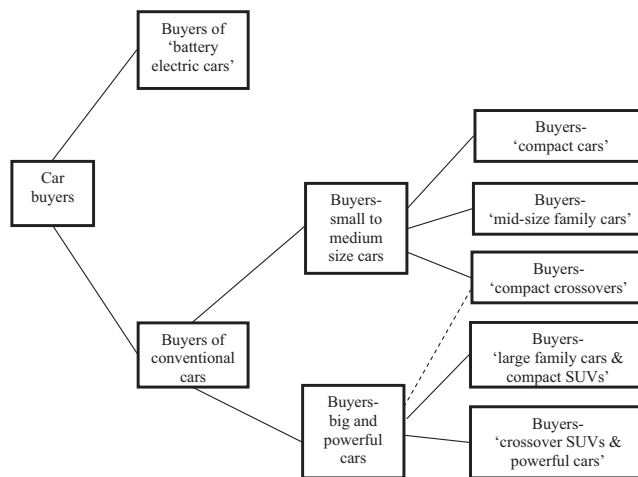 Buyers of
‘battery
electric cars’
Car
buyers
Buyers of
conventional
cars
Buyers-
small to
medium
size cars
Buyers-
big and
powerful
cars
Buyers-
‘compact cars’
Buyers-
‘mid-size family cars’
Buyers-
‘compact crossovers’
Buyers-
‘large family cars &
compact SUVs’
Buyers-
‘crossover SUVs &
powerful cars’